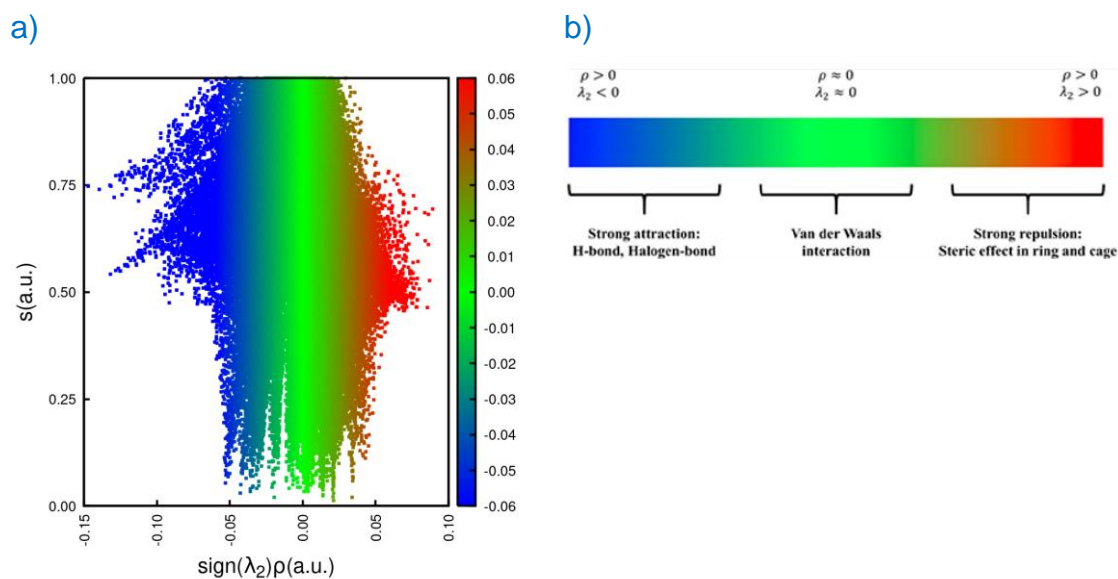 a)
1.00
0.75
0.50
0.25
0.00
s(a.u.)
-0.15
-0.10
-0.05
0.00
0.05
0.10
sign(λ₂)ρ(a.u.)
0.06
0.05
0.04
0.03
0.02
0.01
0.00
-0.01
-0.02
-0.03
-0.04
-0.05
-0.06
b)
ρ > 0
λ₂ < 0
ρ ≈ 0
λ₂ ≈ 0
ρ > 0
λ₂ > 0
Strong attraction:
H-bond, Halogen-bond
Van der Waals
interaction
Strong repulsion:
Steric effect in ring and cage